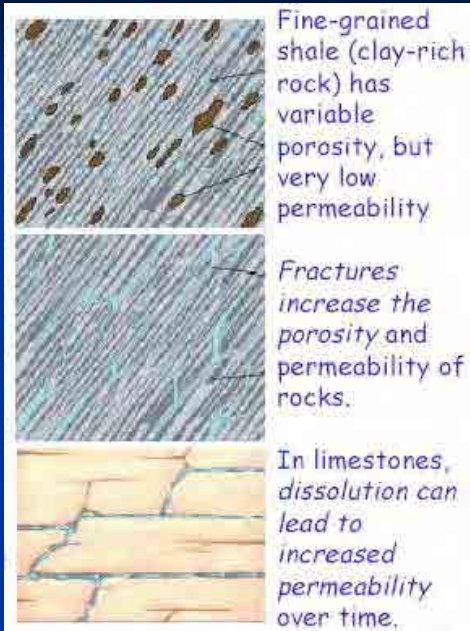 Fine-grained
shale (clay-rich
rock) has
variable
porosity, but
very low
permeability
Fractures
increase the
porosity and
permeability of
rocks.
In limestones,
dissolution can
lead to
increased
permeability
over time.